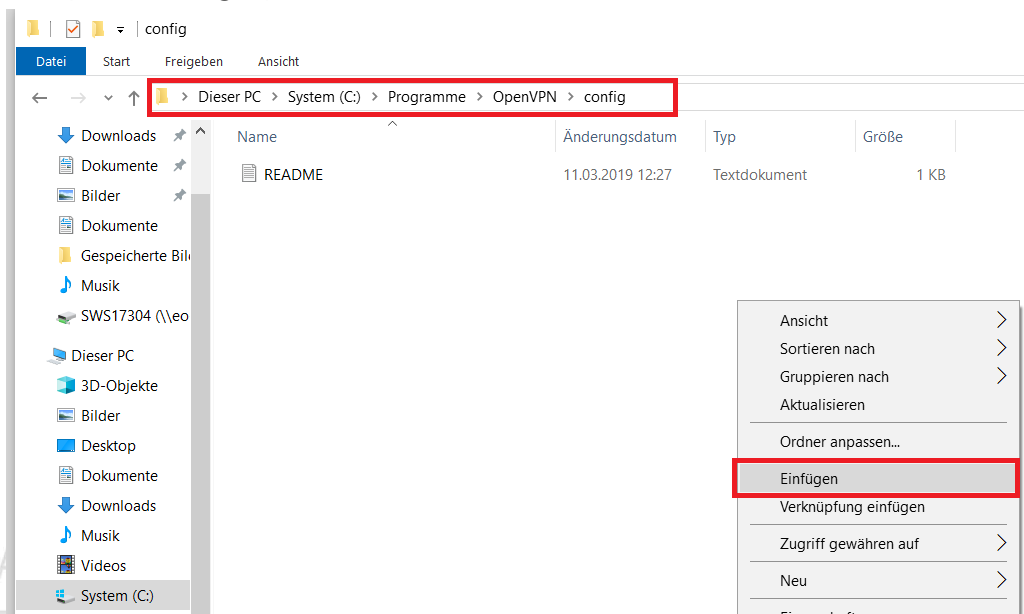 config
Datei Start Freigeben Ansicht
Dieser PC System (C:) Programme OpenVPN config
Name Änderungsdatum Typ Größe
README 11.03.2019 12:27 Textdokument 1 KB
Downloads
Dokumente
Bilder
Dokumente
Gespeicherte
Musik
SWS17304 (\\eo
Dieser PC
3D-Objekte
Bilder
Desktop
Dokumente
Downloads
Musik
Videos
System (C:)
Ansicht
Sortieren nach
Gruppieren nach
Aktualisieren
Ordner anpassen...
Einfügen
Verknüpfung einfügen
Zugriff gewähren auf
Neu